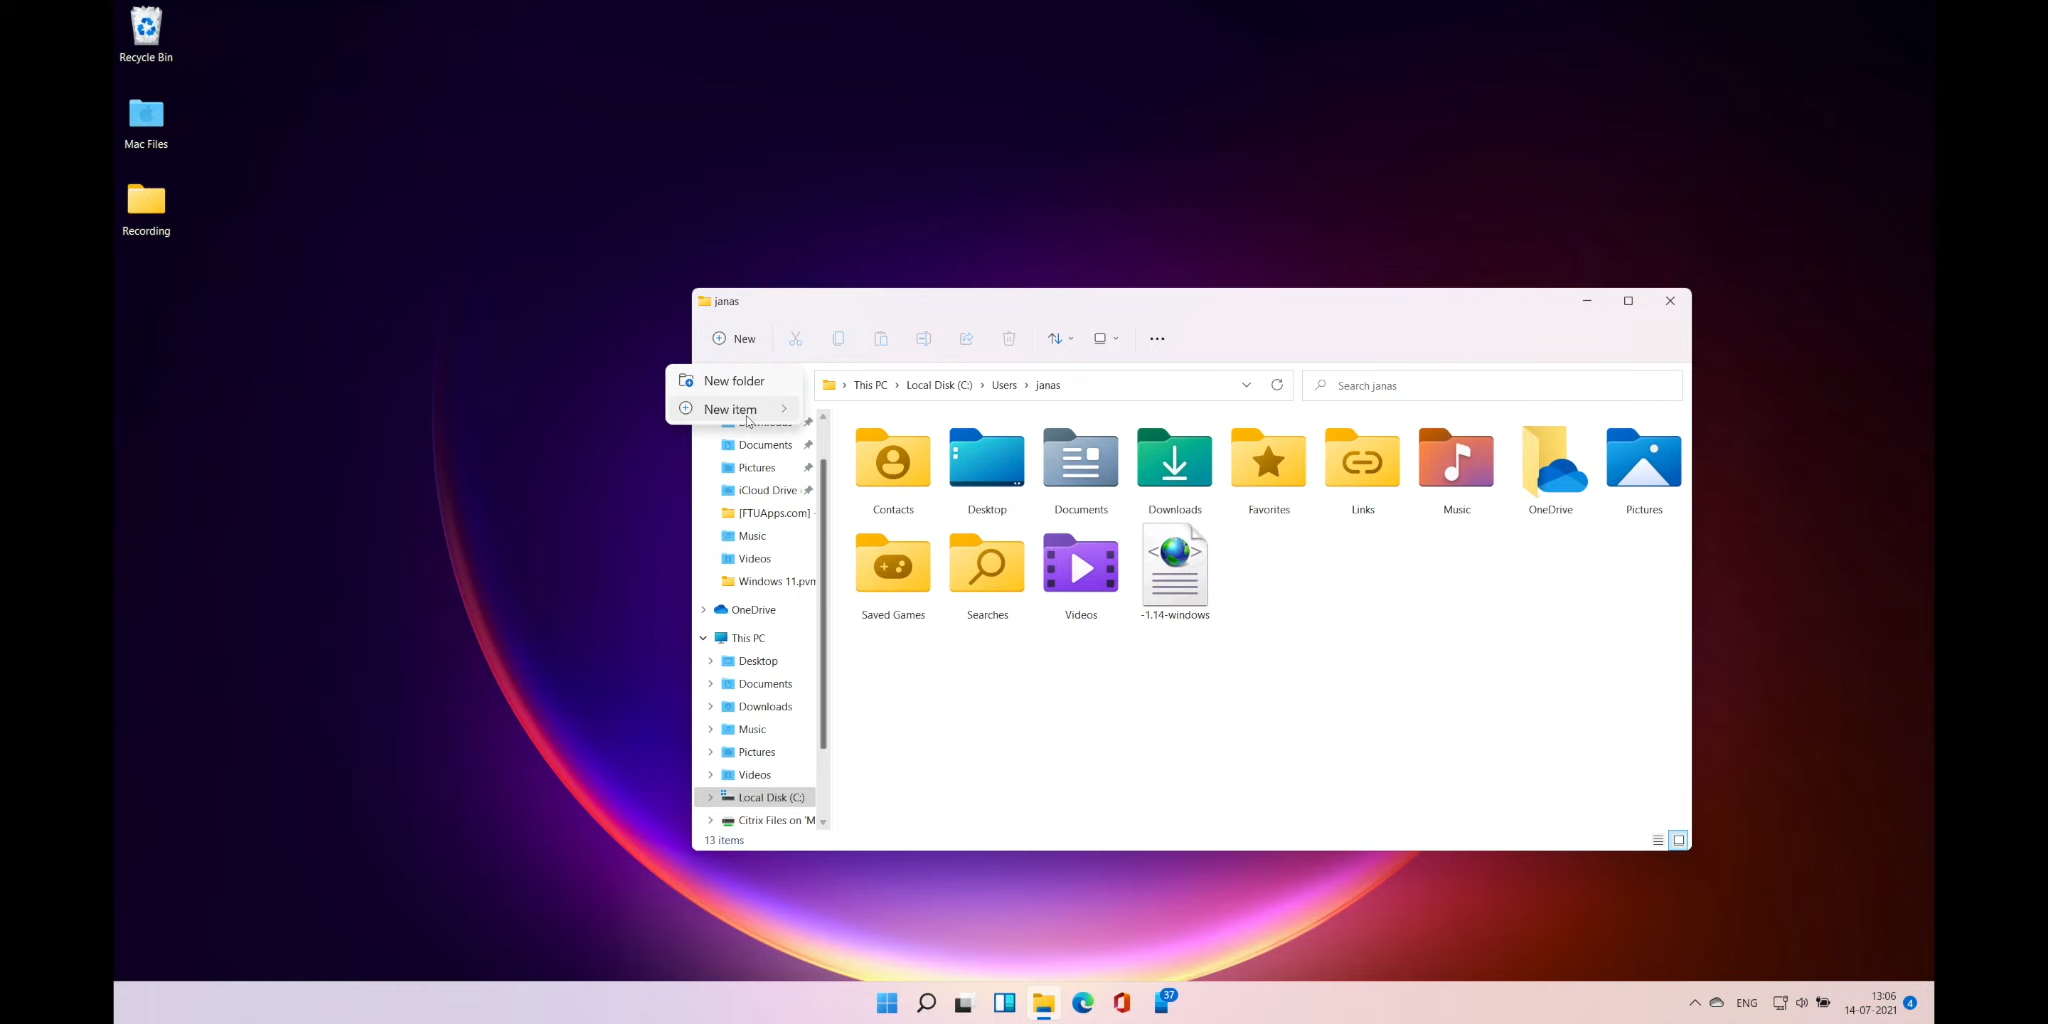 Recycle Bin
Mac Files
Recording
janas
New
New folder
New item
This PC
Local Disk (C:)
Users
janas
Search janas
Documents
Pictures
iCloud Drive
[FTUApps.com] -
Music
Videos
Windows 11.pvm
OneDrive
This PC
Desktop
Documents
Downloads
Music
Pictures
Videos
Local Disk (C:)
Citrix Files on 'M
Contacts
Desktop
Documents
Downloads
Favorites
Links
Music
OneDrive
Pictures
Saved Games
Searches
Videos
-1.14-windows
13 items
37
ENG
13:06
14-07-2021
4